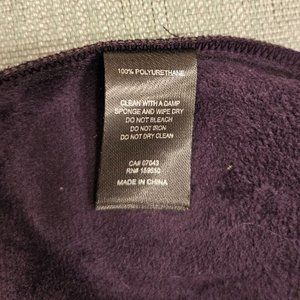 100% POLYURETHANE
CLEAN WITH A DAMP
SPONGE AND WIPE DRY
DO NOT BLEACH
DO NOT IRON
DO NOT DRY CLEAN
CA# 07043
RN# 159550
MADE IN CHINA